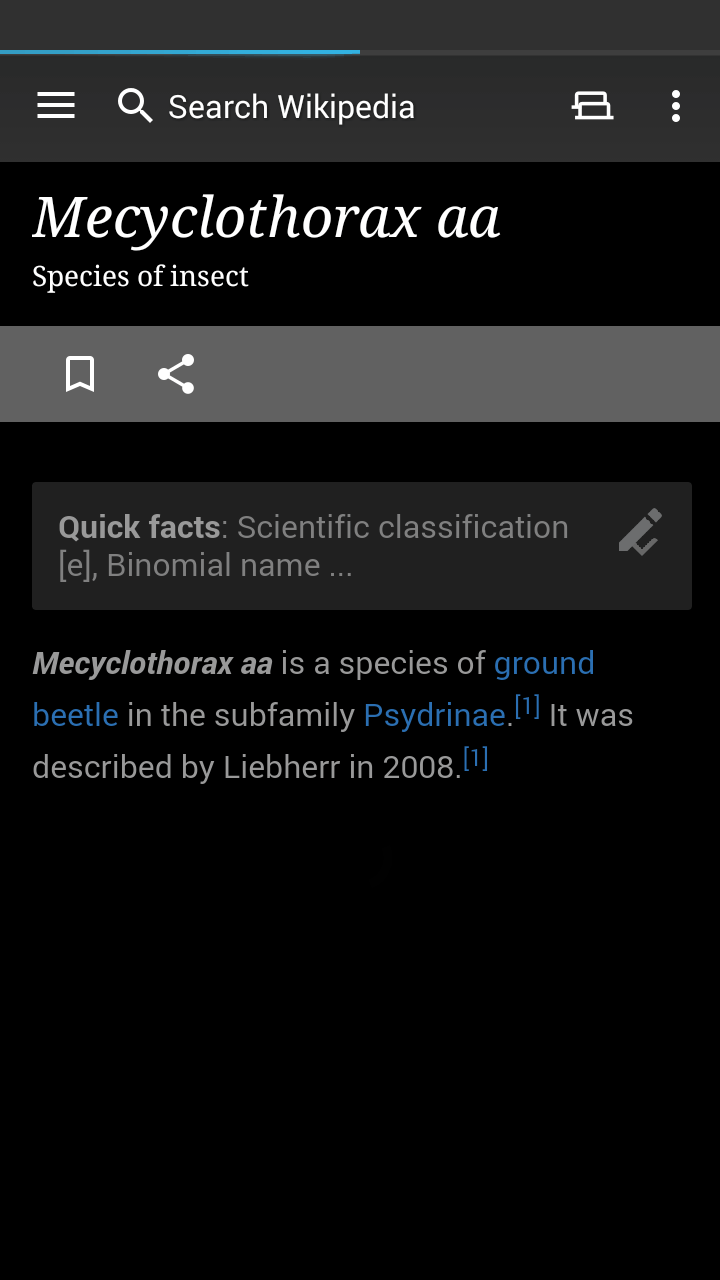 Search Wikipedia
Mecyclothorax aa
Species of insect
Quick facts: Scientific classification
[e], Binomial name ...
Mecyclothorax aa is a species of ground
beetle in the subfamily Psydrinae.[1] It was
described by Liebherr in 2008.[1]